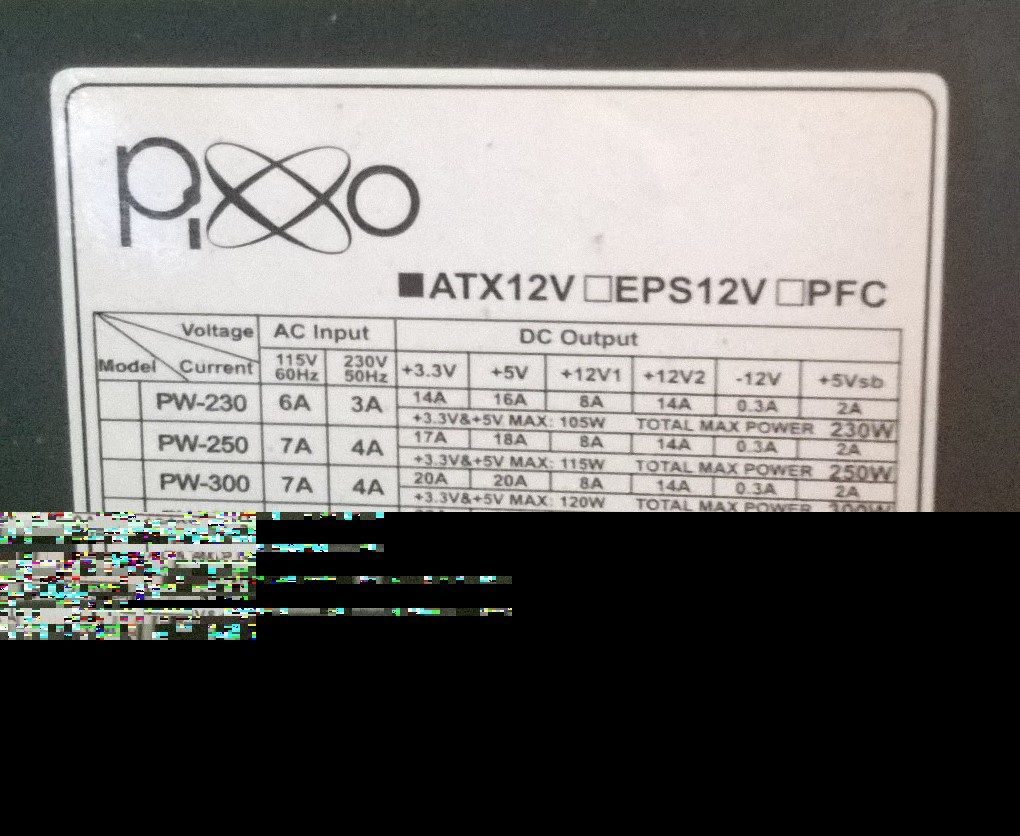 pixxo
■ATX12V □EPS12V □PFC
Voltage AC Input DC Output
Model Current 115V 60Hz 230V 50Hz +3.3V +5V +12V1 +12V2 -12V +5Vsb
PW-230 6A 3A 14A 16A 8A 14A 0.3A 2A
+3.3V&+5V MAX: 105W TOTAL MAX POWER 230W
PW-250 7A 4A 17A 18A 8A 14A 0.3A 2A
+3.3V&+5V MAX: 115W TOTAL MAX POWER 250W
PW-300 7A 4A 20A 20A 8A 14A 0.3A 2A
+3.3V&+5V MAX: 120W TOTAL MAX POWER